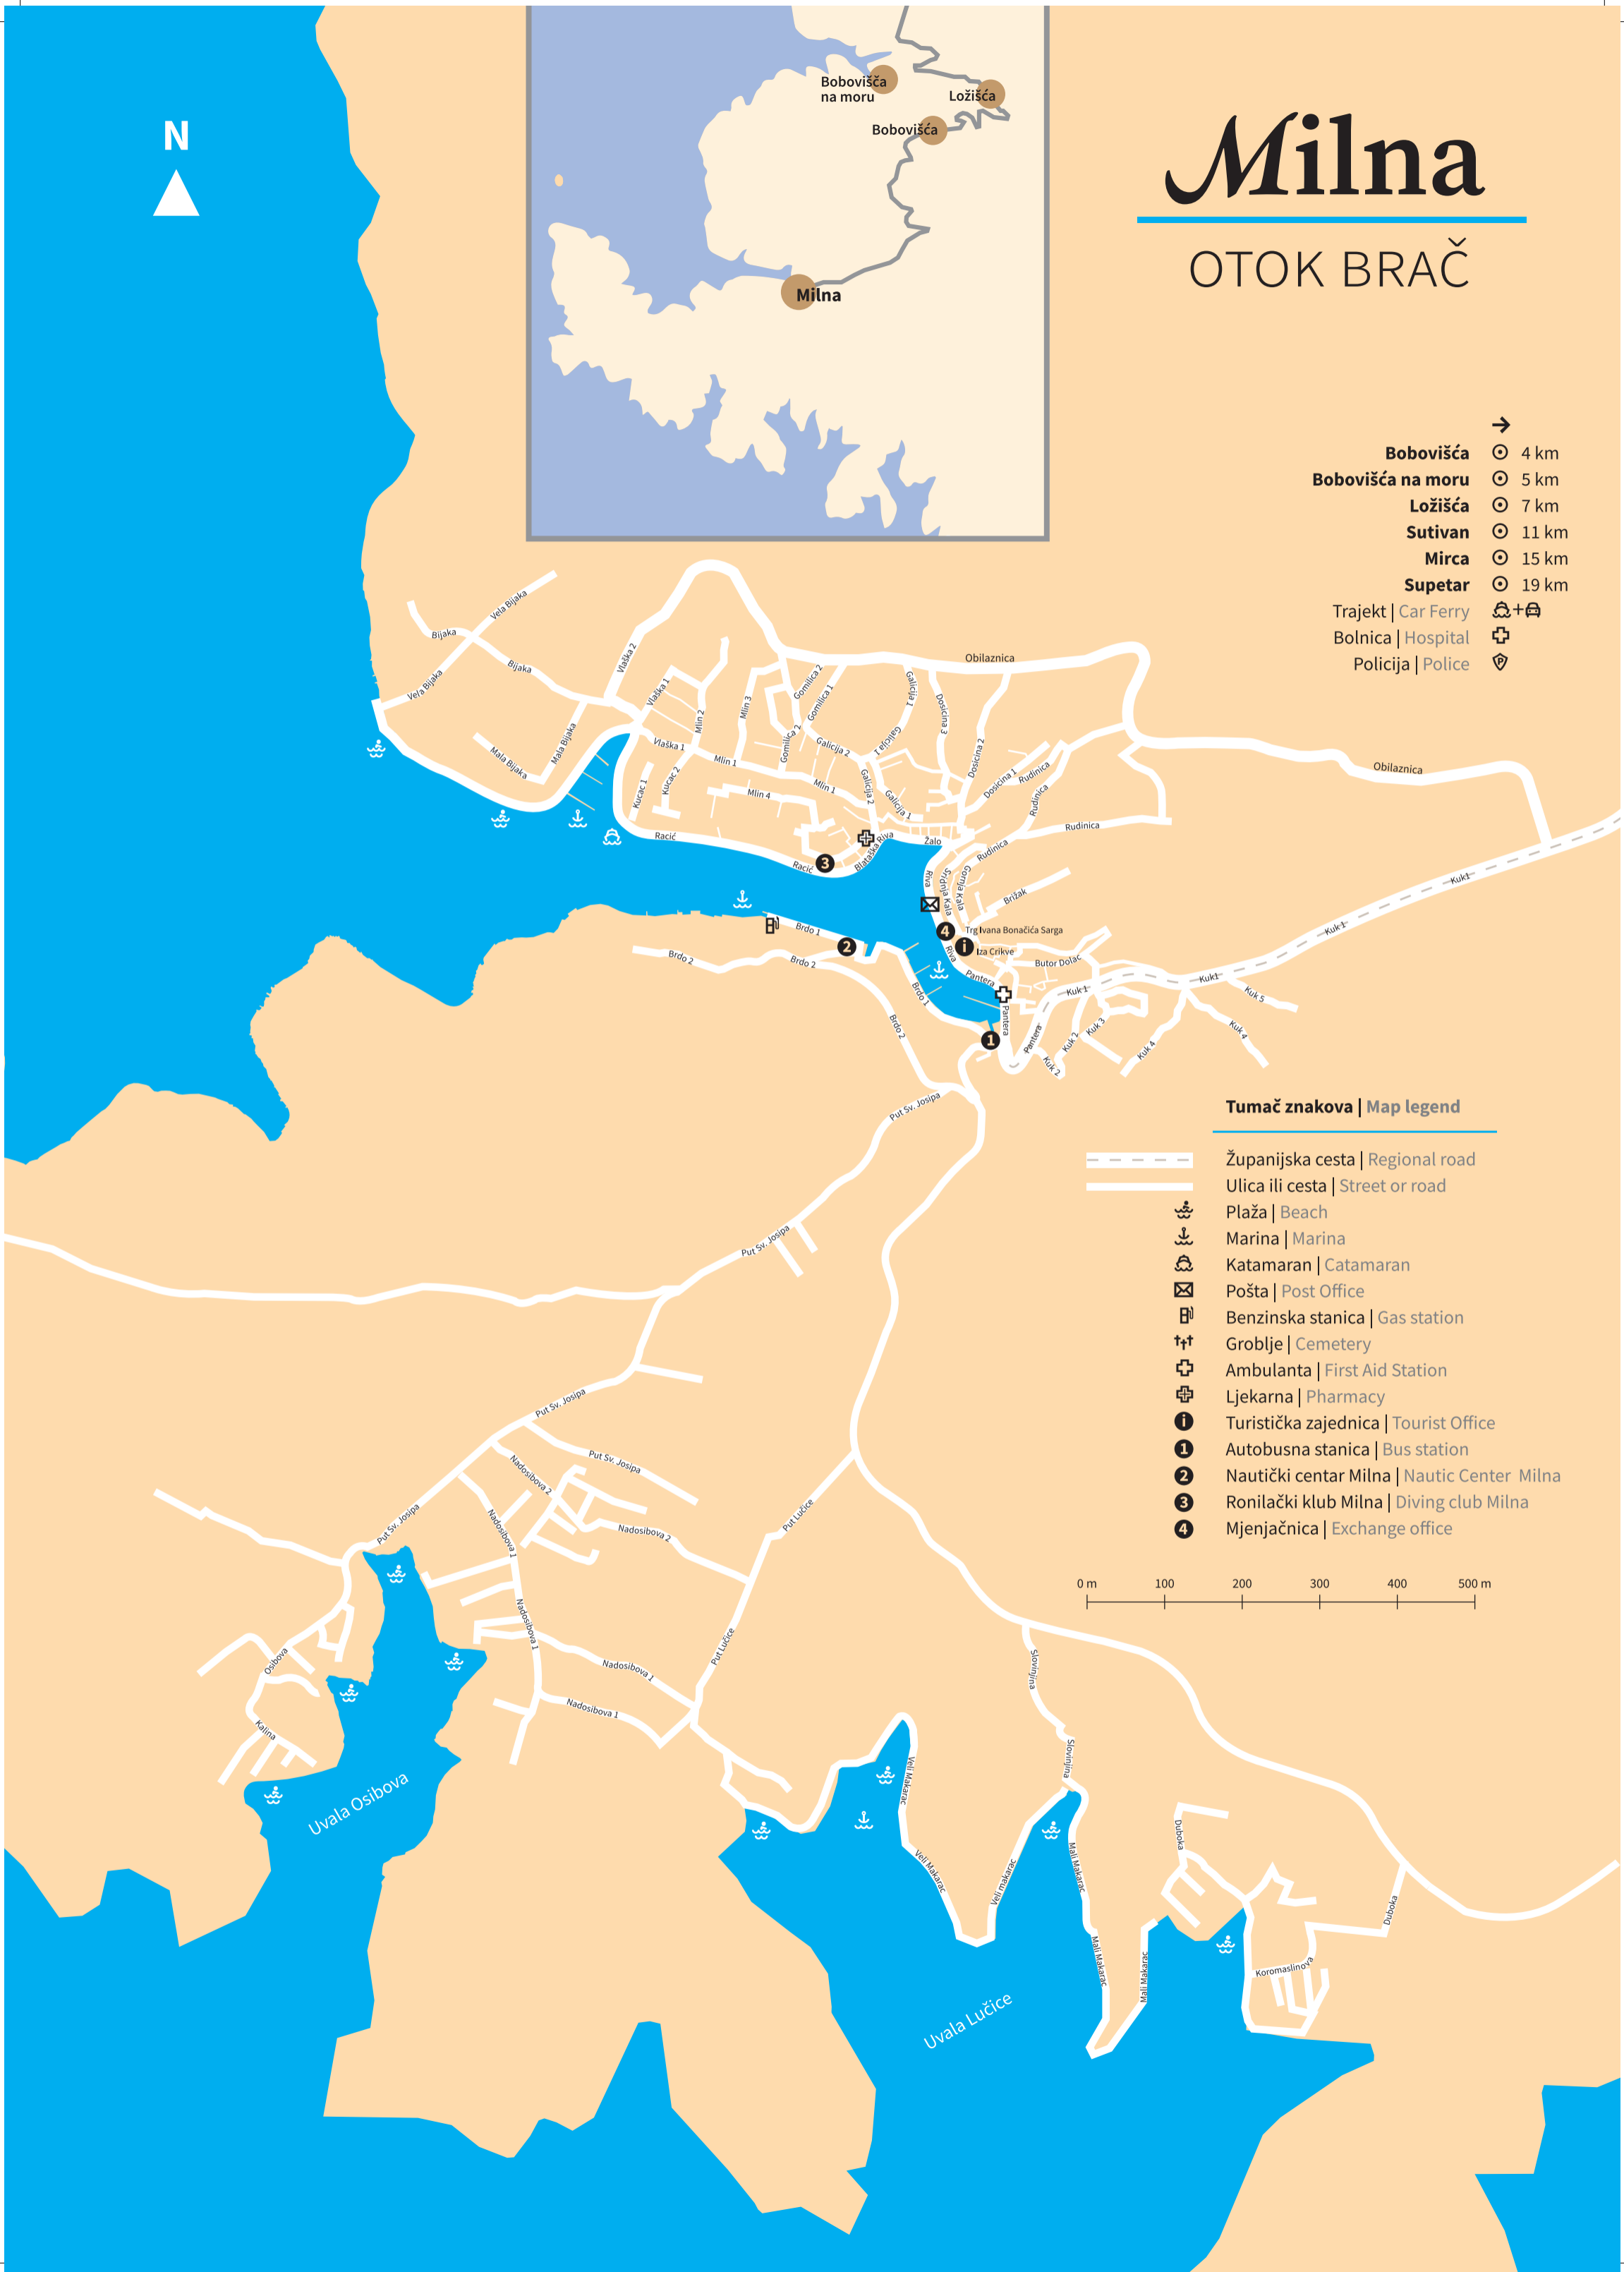 N
Bobovišča
na moru
Ložišća
Bobovišća
Milna
Milna
OTOK BRAČ
Bobovišća 4 km
Bobovišća na moru 5 km
Ložišća 7 km
Sutivan 11 km
Mirca 15 km
Supetar 19 km
Trajekt | Car Ferry +
Bolnica | Hospital
Policija | Police
Vela Bijaka
Bijaka
Bijaka
Vela Bijaka
Mala Bijaka
Mala Bijaka
Vlaška 2
Vlaška 1
Vlaška 1
Mlin 2
Mlin 3
Mlin 1
Mlin 1
Mlin 4
Kucac 1
Kucac 2
Gomilica 2
Gomilica 1
Gomilica 2
Galicija 2
Galicija 1
Galicija 1
Galicija 2
Galicija 1
Dosicina 3
Dosicina 2
Dosicina 1
Obilaznica
Obilaznica
Rudinica
Rudinica
Rudinica
Rudinica
Racić
Racić
3
Blataška Riva
Žalo
Riva
Sridnja Kala
Gornja Kala
Brižak
4
Trg Ivana Bonačića Sarga
i
Iza Crikve
Riva
Butor Dolac
Pantera
Pantera
Pantera
Brdo 1
2
Brdo 2
Brdo 2
Brdo 1
Brdo 2
1
Kuk 1
Kuk1
Kuk 1
Kuk1
Kuk 2
Kuk 2
Kuk 3
Kuk 4
Kuk 4
Kuk 5
Put Sv. Josipa
Put Sv. Josipa
Put Sv. Josipa
Put Sv. Josipa
Put Sv. Josipa
Nadosibova 2
Nadosibova 2
Nadosibova 1
Nadosibova 1
Nadosibova 1
Nadosibova 1
Put Lučice
Put Lučice
Osibova
Kalina
Uvala Osibova
Slovinjina
Slovinjina
Veli Makarac
Veli Makarac
Veli makarac
Mali Makarac
Mali Makarac
Mali Makarac
Duboka
Duboka
Koromaslinova
Uvala Lučice
Tumač znakova | Map legend
Županijska cesta | Regional road
Ulica ili cesta | Street or road
Plaža | Beach
Marina | Marina
Katamaran | Catamaran
Pošta | Post Office
Benzinska stanica | Gas station
Groblje | Cemetery
Ambulanta | First Aid Station
Ljekarna | Pharmacy
i Turistička zajednica | Tourist Office
1 Autobusna stanica | Bus station
2 Nautički centar Milna | Nautic Center Milna
3 Ronilački klub Milna | Diving club Milna
4 Mjenjačnica | Exchange office
0 m 100 200 300 400 500 m